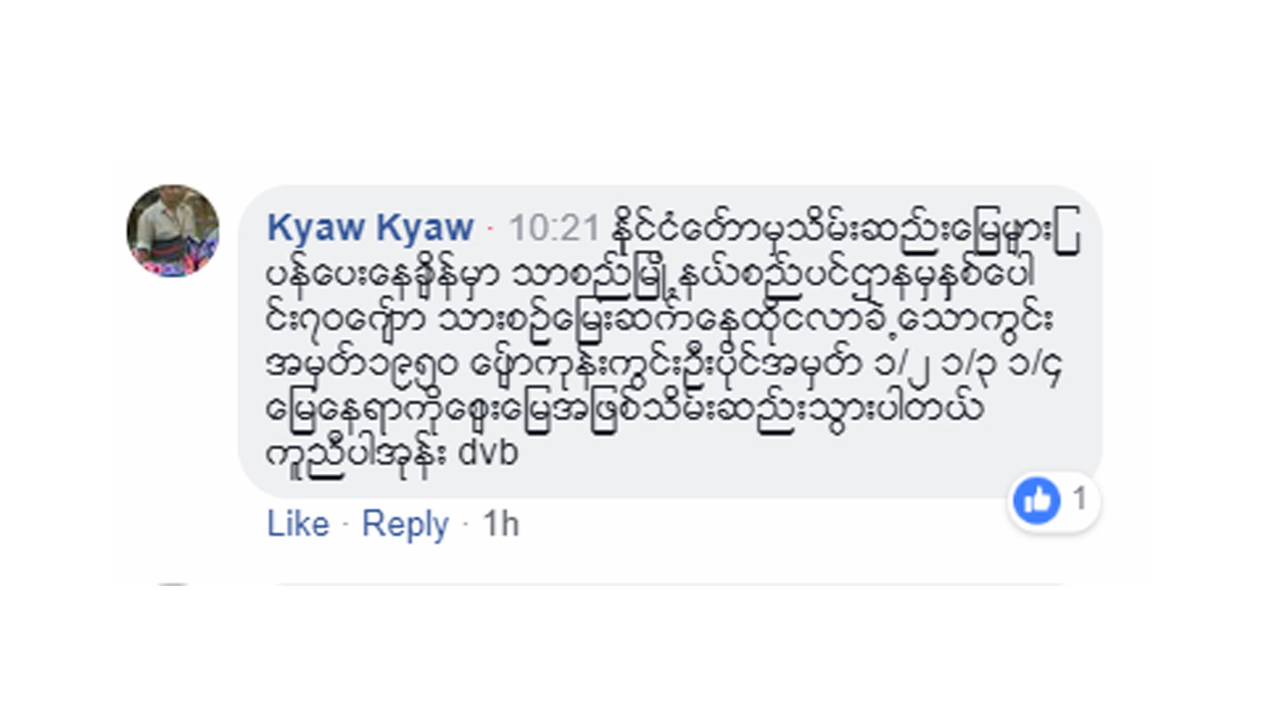 Kyaw Kyaw · 10:21 နိုင်ငံတော်မှသိမ်းဆည်းမြေများပြ
ပန်ပေးနေချိန်မှာ သာစည်မြို့နယ်စည်ပင်ဌာနမှနှစ်ပေါ
င်း၇၀ကျော် သားစဉ်မြေးဆက်နေထိုင်လာခဲ့သောကွင်း
အမှတ်၁၉၅၀ ပျော်ကုန်းကွင်းဦးပိုင်အမှတ် ၁/၂ ၁/၃ ၁/၄
မြေနေရာကိုဈေးမြေအဖြစ်သိမ်းဆည်းသွားပါတယ်
ကူညီပါအုန်း dvb
1
Like · Reply · 1h